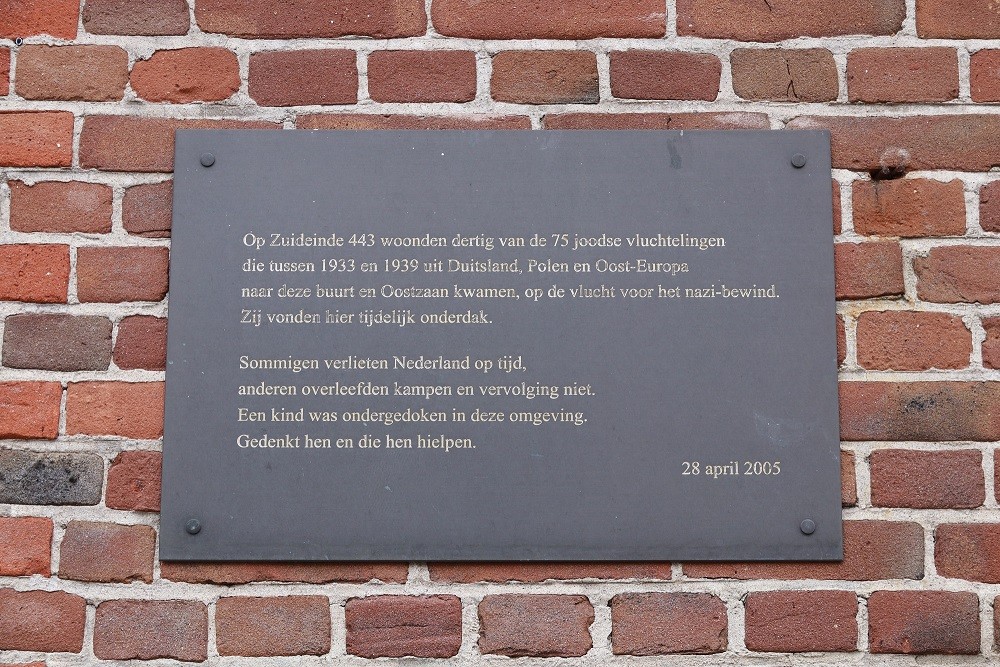 Op Zuideinde 443 woonden dertig van de 75 joodse vluchtelingen
die tussen 1933 en 1939 uit Duitsland, Polen en Oost-Europa
naar deze buurt en Oostzaan kwamen, op de vlucht voor het nazi-bewind.
Zij vonden hier tijdelijk onderdak.
Sommigen verlieten Nederland op tijd,
anderen overleefden kampen en vervolging niet.
Een kind was ondergedoken in deze omgeving.
Gedenkt hen en die hen hielpen.
28 april 2005